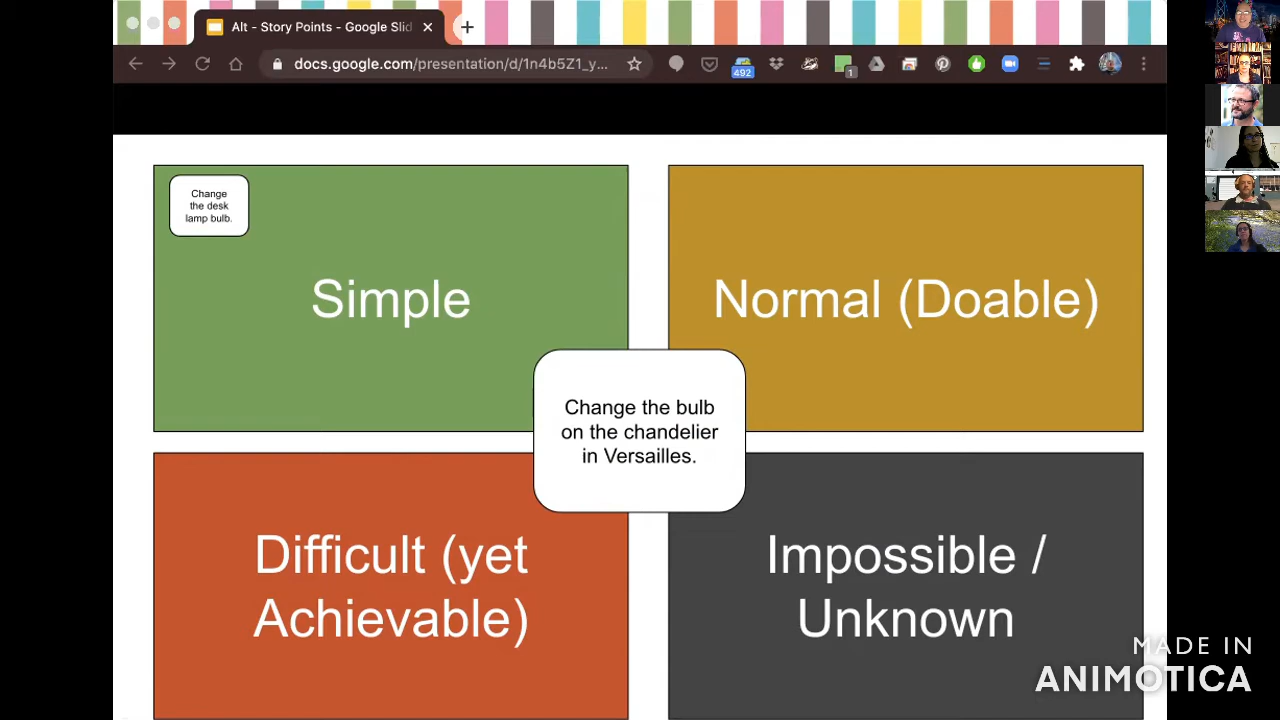 Alt - Story Points - Google Slid
docs.google.com/presentation/d/1n4b5Z1_y...
492
1
Change
the desk
lamp bulb.
Simple
Normal (Doable)
Change the bulb
on the chandelier
in Versailles.
Difficult (yet
Achievable)
Impossible /
Unknown
MADE IN
ANIMOTICA